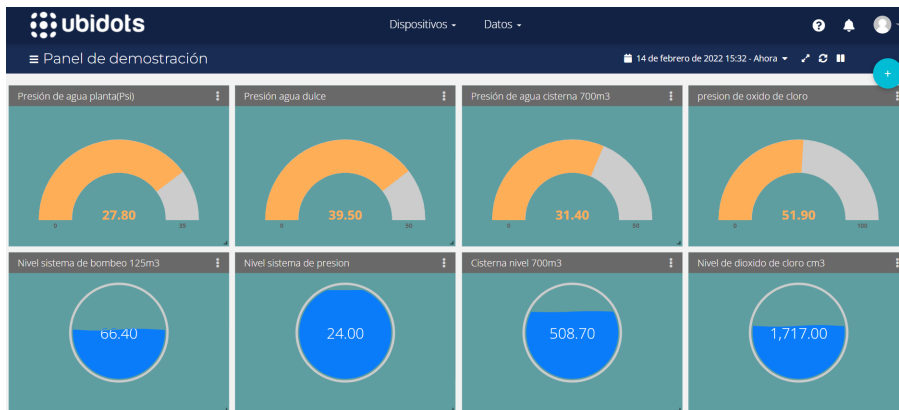 ubidots
Dispositivos
Datos
Panel de demostración
14 de febrero de 2022 15:32 - Ahora
Presión de agua planta(Psi)
Presión agua dulce
Presión de agua cisterna 700m3
presion de oxido de cloro
27.80
39.50
31.40
51.90
0
0
50
0
50
0
100
Nivel sistema de bombeo 125m3
Nivel sistema de presion
Cisterna nivel 700m3
Nivel de dioxido de cloro cm3
66.40
24.00
508.70
1,717.00